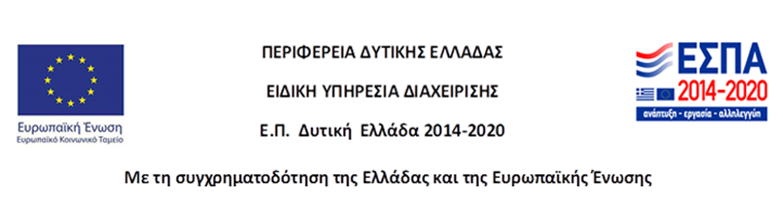 ΠΕΡΙΦΕΡΕΙΑ ΔΥΤΙΚΗΣ ΕΛΛΑΔΑΣ
ΕΙΔΙΚΗ ΥΠΗΡΕΣΙΑ ΔΙΑΧΕΙΡΙΣΗΣ
Ε.Π. Δυτική Ελλάδα 2014-2020
Ευρωπαϊκή Ένωση
Ευρωπαϊκό Κοινωνικό Ταμείο
ΕΣΠΑ
2014-2020
ανάπτυξη - εργασία - αλληλεγγύη
Με τη συγχρηματοδότηση της Ελλάδας και της Ευρωπαϊκής Ένωσης